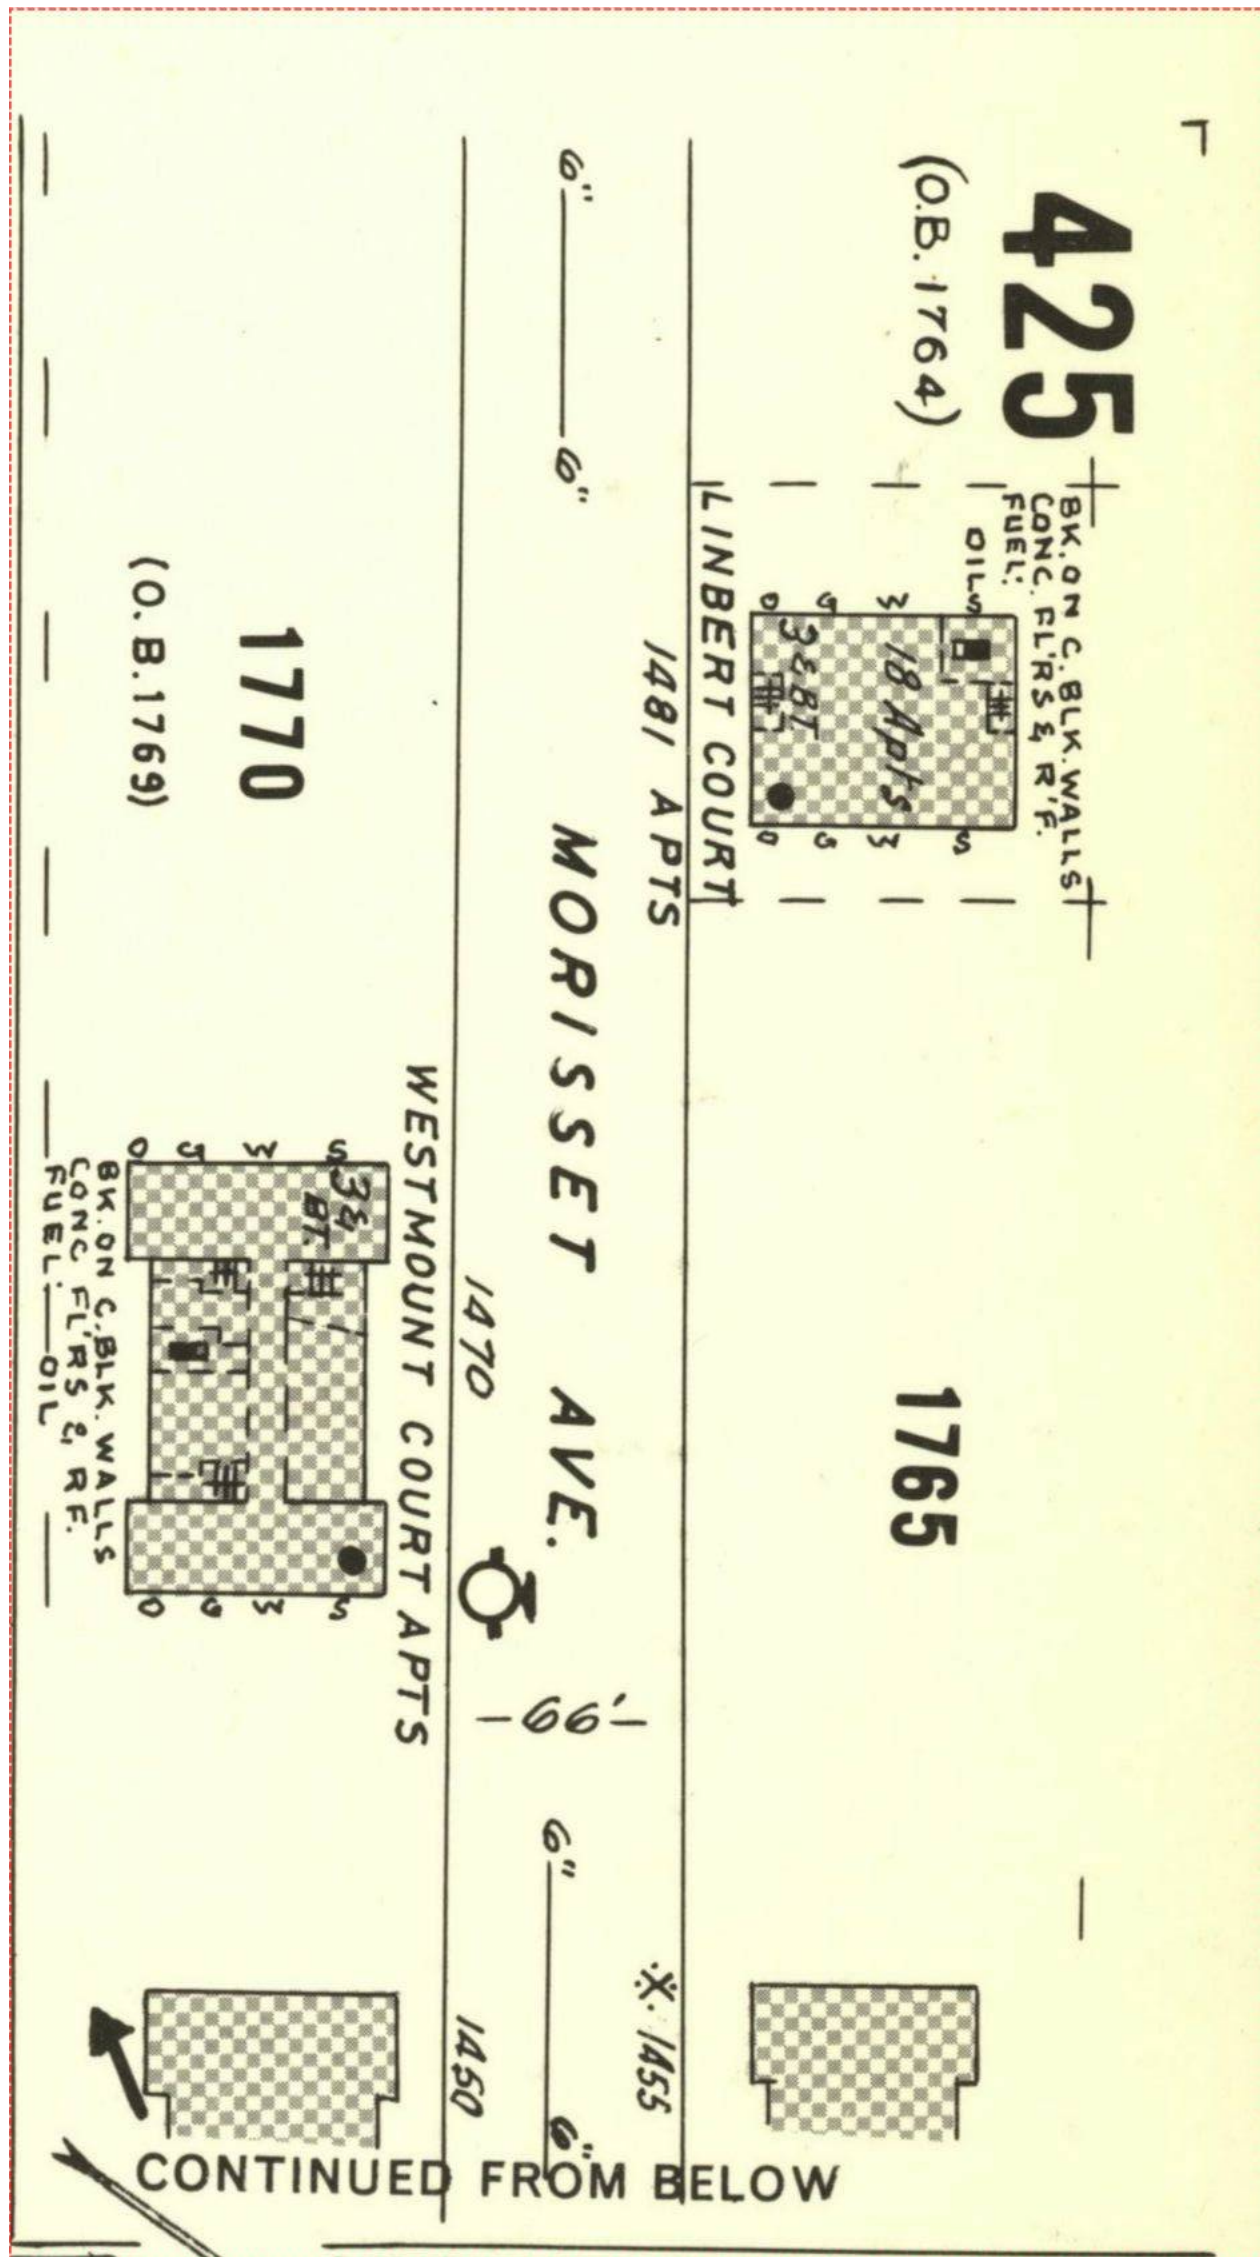 425
(O.B. 1764)
BK. ON C. BLK. WALLS
CONC. FL'RS & R'F.
FUEL:
OIL
O G W S
18 Apts
3 & BT.
O G W S
LINBERT COURT
1481 APTS
6" 6"
MORISSET AVE.
1765
1770
(O.B. 1769)
1470
WESTMOUNT COURT APTS
O G W S
3 &
BT.
O G W S
BK. ON C. BLK. WALLS
CONC FL'RS & RF.
FUEL: OIL
66'
6" 6"
1455
1450
CONTINUED FROM BELOW